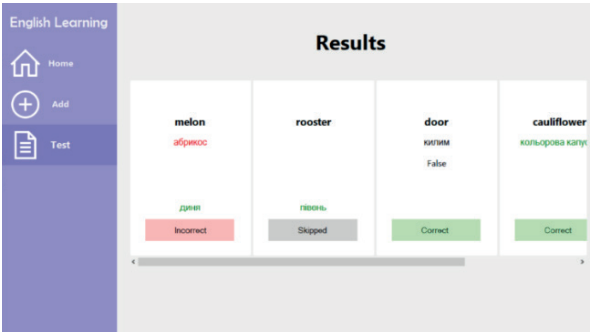 English Learning
Home
Add
Test
Results
melon
абрикос
диня
Incorrect
rooster
півень
Skipped
door
килим
False
Correct
cauliflower
кольорова капус
Correct